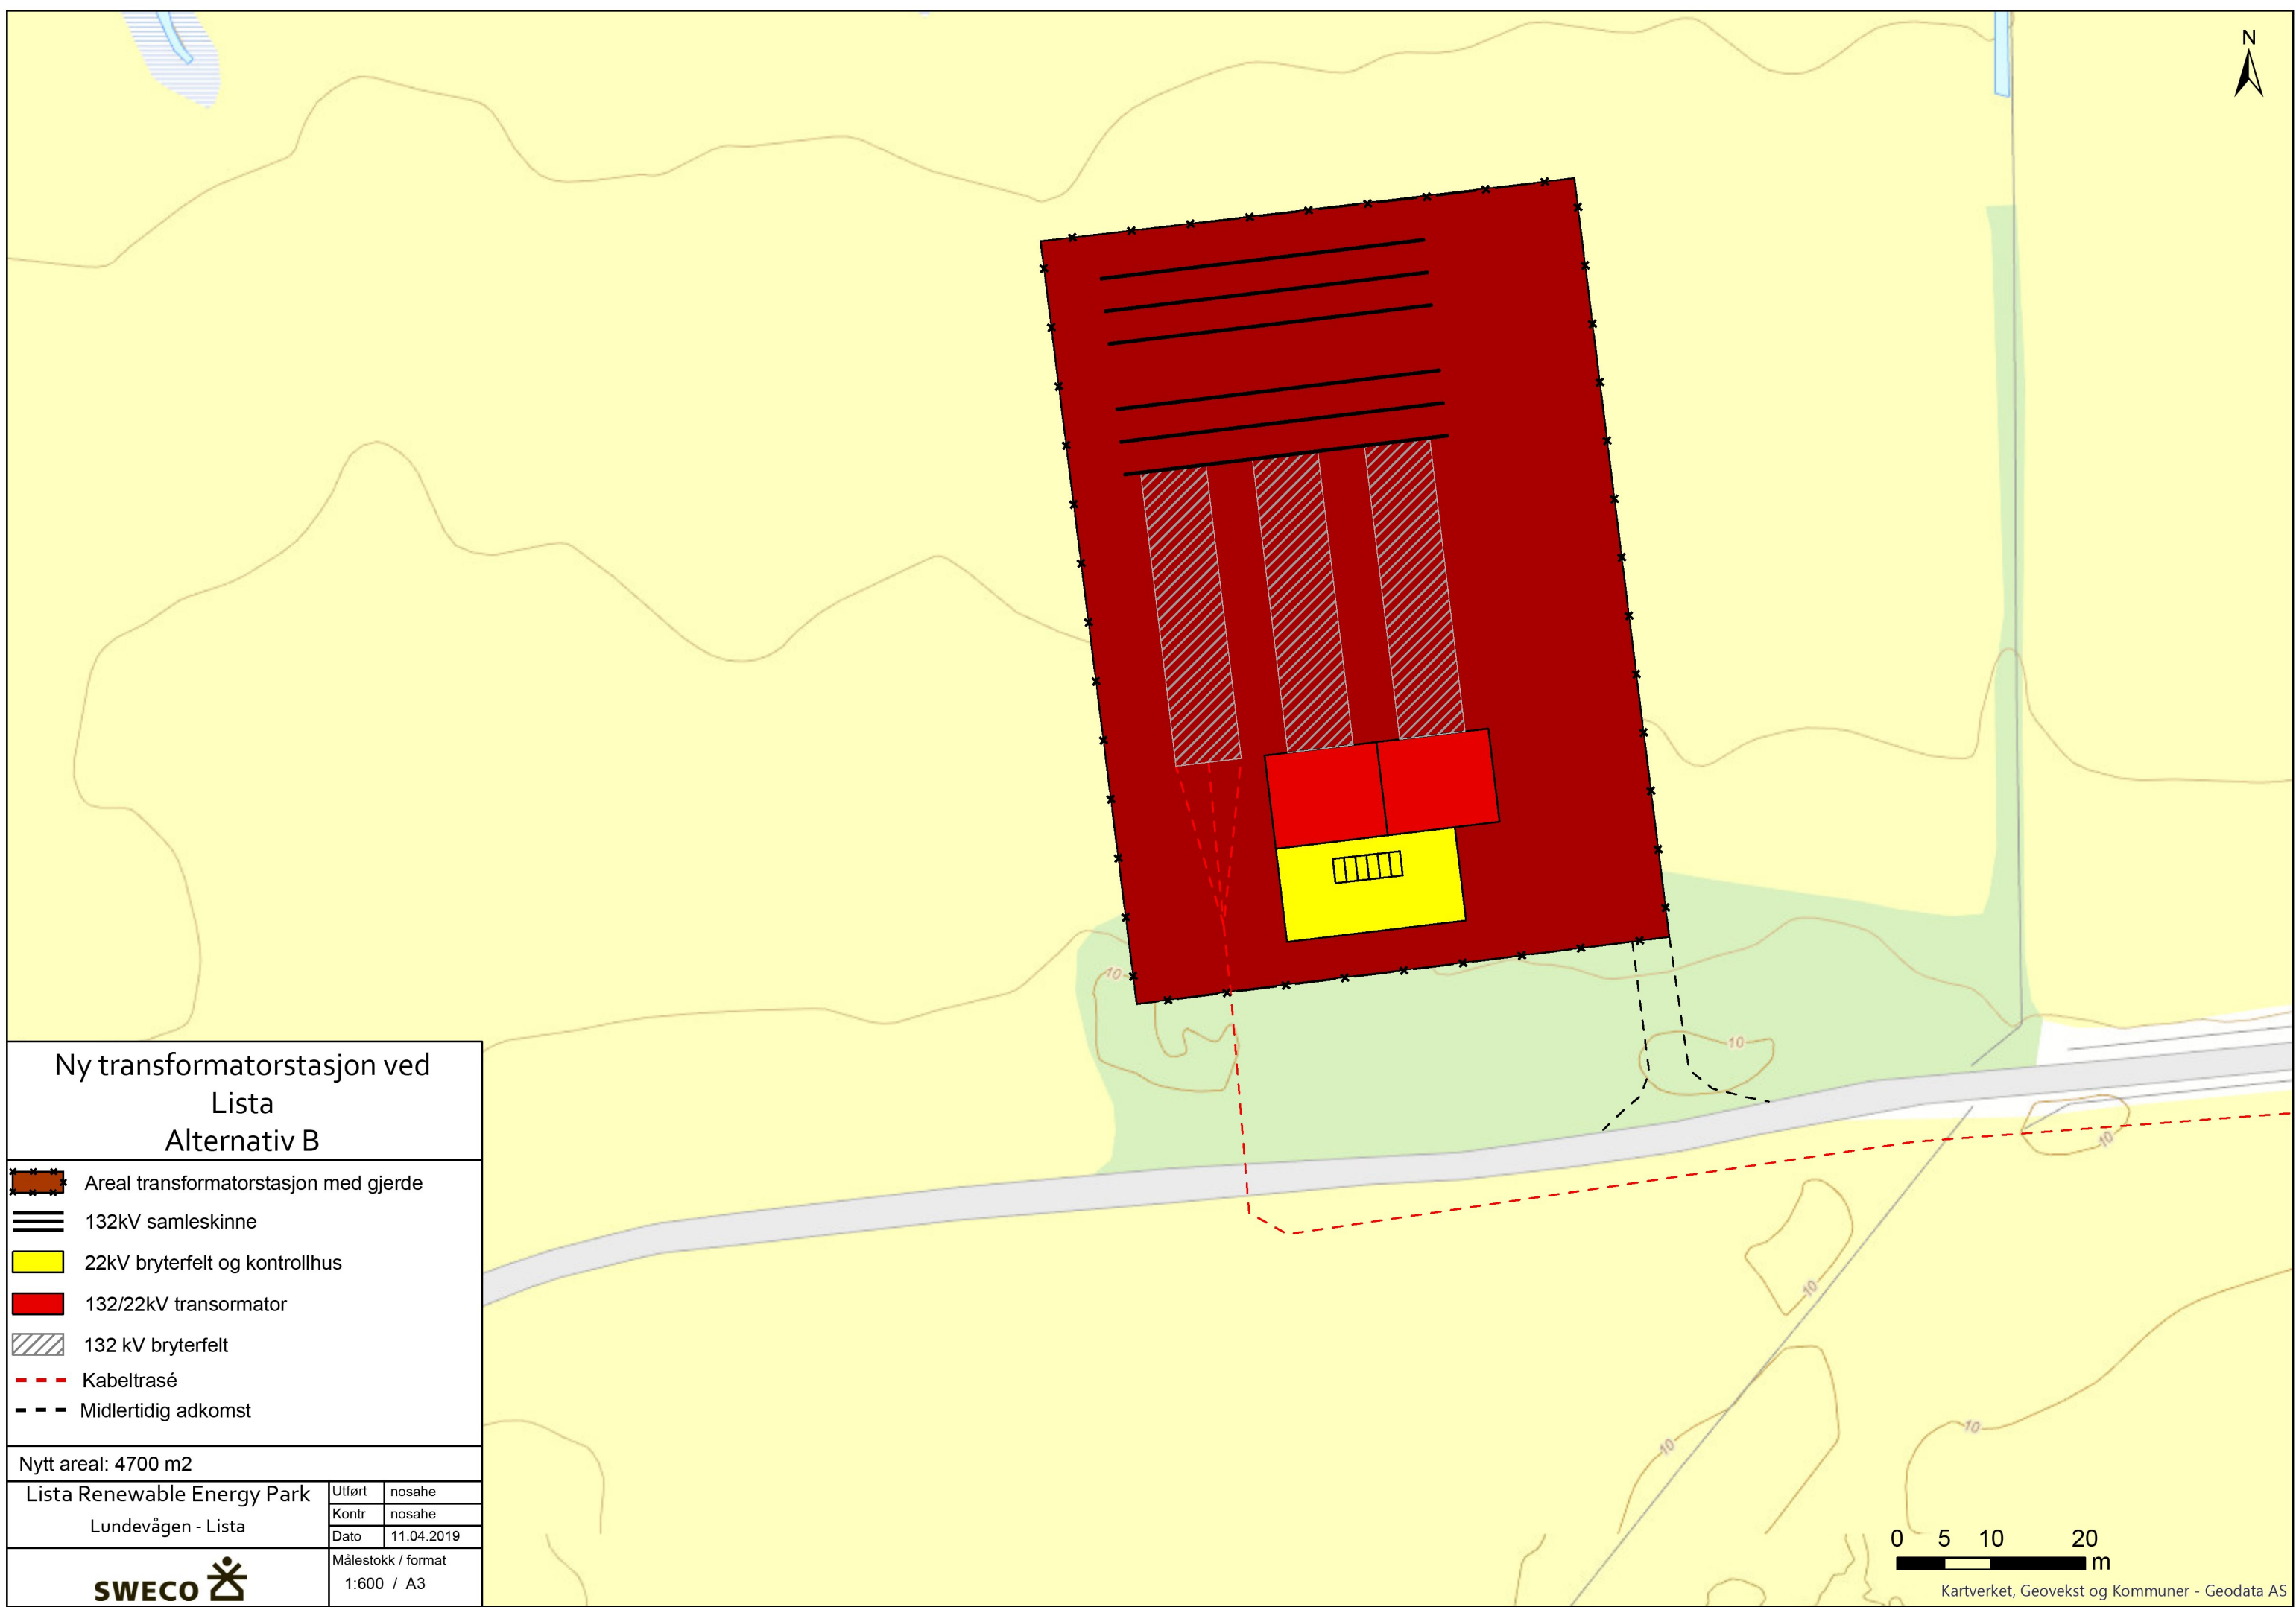 N
10
10
10
10
10
10
Ny transformatorstasjon ved
Lista
Alternativ B
Areal transformatorstasjon med gjerde
132kV samleskinne
22kV bryterfelt og kontrollhus
132/22kV transormator
132 kV bryterfelt
Kabeltrasé
Midlertidig adkomst
Nytt areal: 4700 m2
Lista Renewable Energy Park
Lundevågen - Lista
Utført nosahe
Kontr nosahe
Dato 11.04.2019
Målestokk / format
1:600 / A3
SWECO
0 5 10 20
m
Kartverket, Geovekst og Kommuner - Geodata AS